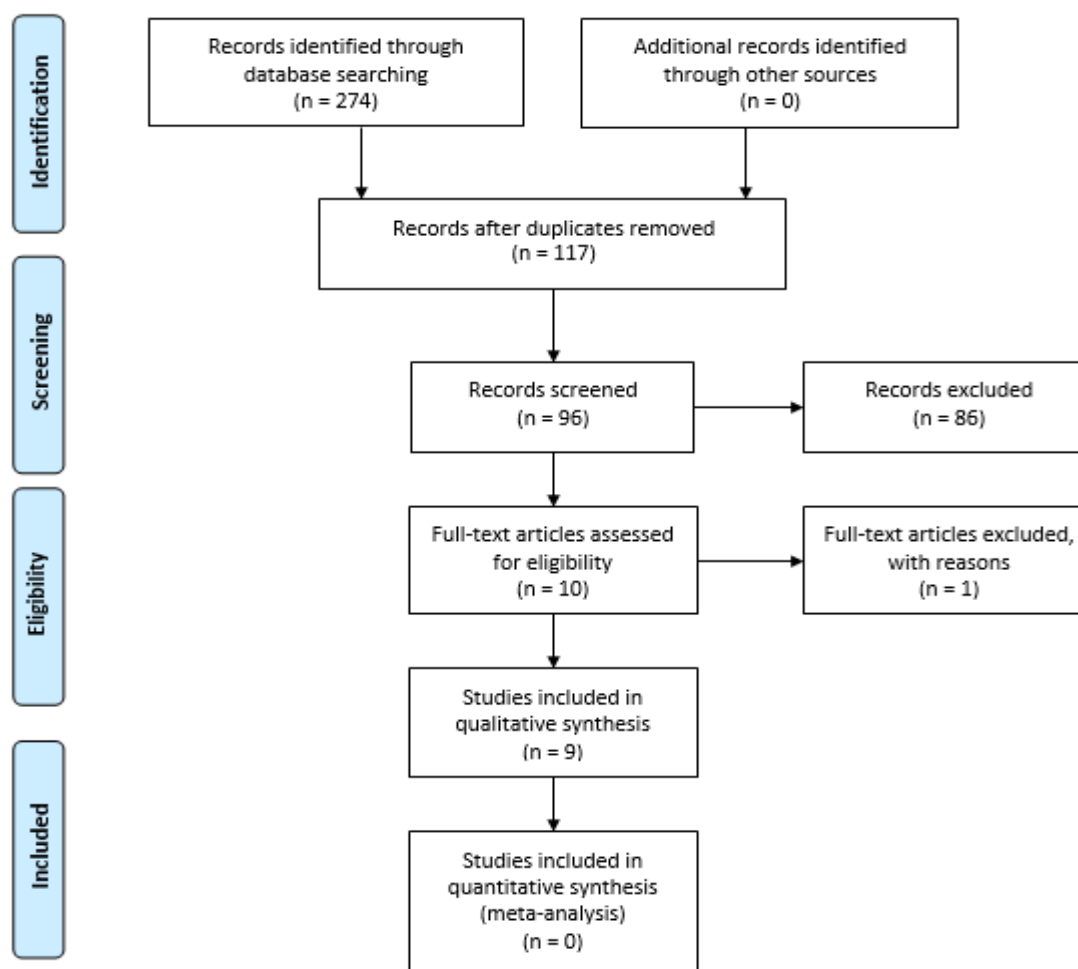 Identification
Records identified through
database searching
(n = 274)
Additional records identified
through other sources
(n = 0)
Records after duplicates removed
(n = 117)
Screening
Records screened
(n = 96)
Records excluded
(n = 86)
Eligibility
Full-text articles assessed
for eligibility
(n = 10)
Full-text articles excluded,
with reasons
(n = 1)
Studies included in
qualitative synthesis
(n = 9)
Included
Studies included in
quantitative synthesis
(meta-analysis)
(n = 0)